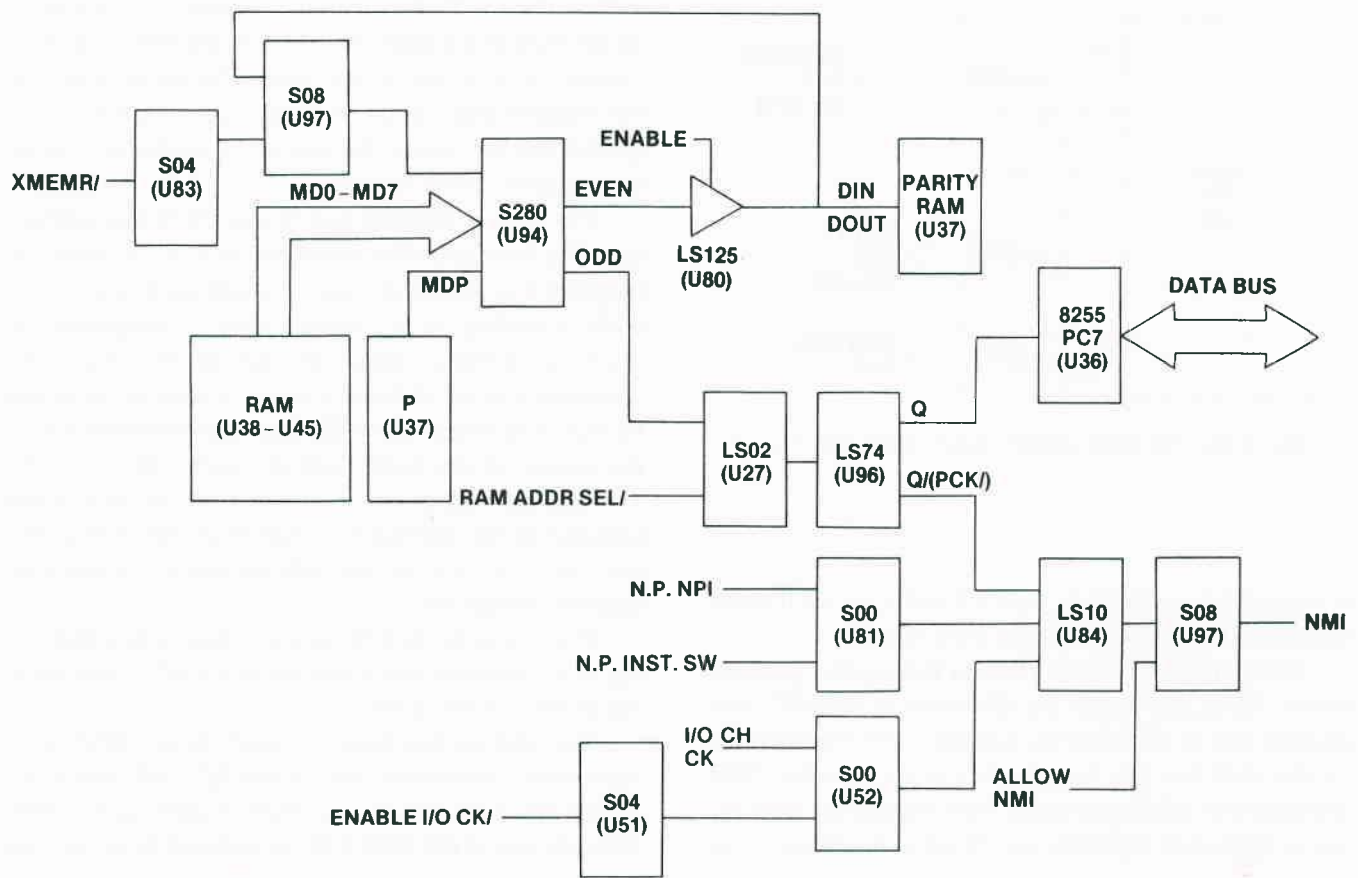 S08
(U97)
S04
(U83)
XMEMR/
MD0–MD7
S280
(U94)
EVEN
ODD
MDP
ENABLE
LS125
(U80)
DIN
DOUT
PARITY
RAM
(U37)
8255
PC7
(U36)
DATA BUS
RAM
(U38–U45)
P
(U37)
LS02
(U27)
RAM ADDR SEL/
LS74
(U96)
Q
Q/(PCK/)
N.P. NPI
N.P. INST. SW
S00
(U81)
LS10
(U84)
S08
(U97)
NMI
I/O CH
CK
S00
(U52)
ALLOW
NMI
ENABLE I/O CK/
S04
(U51)